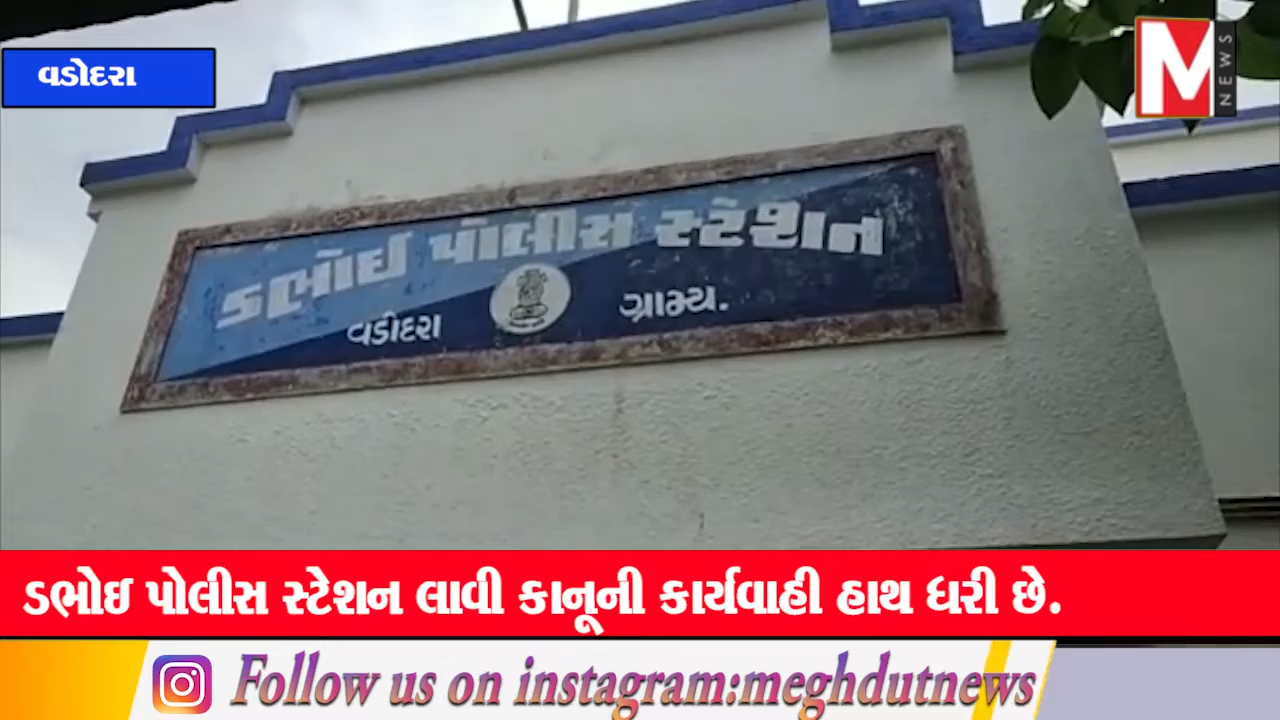 વડોદરા
M NEWS
ડભોઈ પોલીસ સ્ટેશન
વડોદરા ગ્રામ્ય.
ડભોઇ પોલીસ સ્ટેશન લાવી કાનૂની કાર્યવાહી હાથ ધરી છે.
Follow us on instagram:meghdutnews